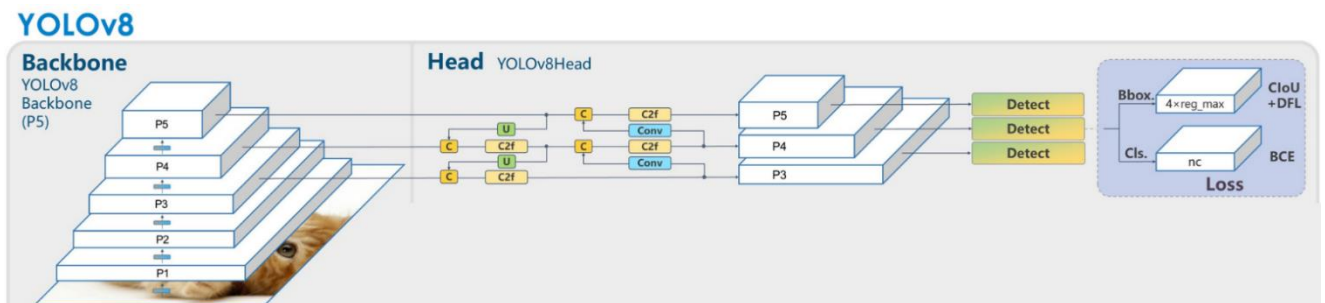 YOLOv8
Backbone
YOLOv8
Backbone
(P5)
P5
P4
P3
P2
P1
Head YOLOv8Head
C C2f
U Conv
C C2f C C2f
U Conv
C C2f
P5
P4
P3
Detect
Detect
Detect
Bbox. 4×reg_max CIoU
+DFL
Cls. nc BCE
Loss